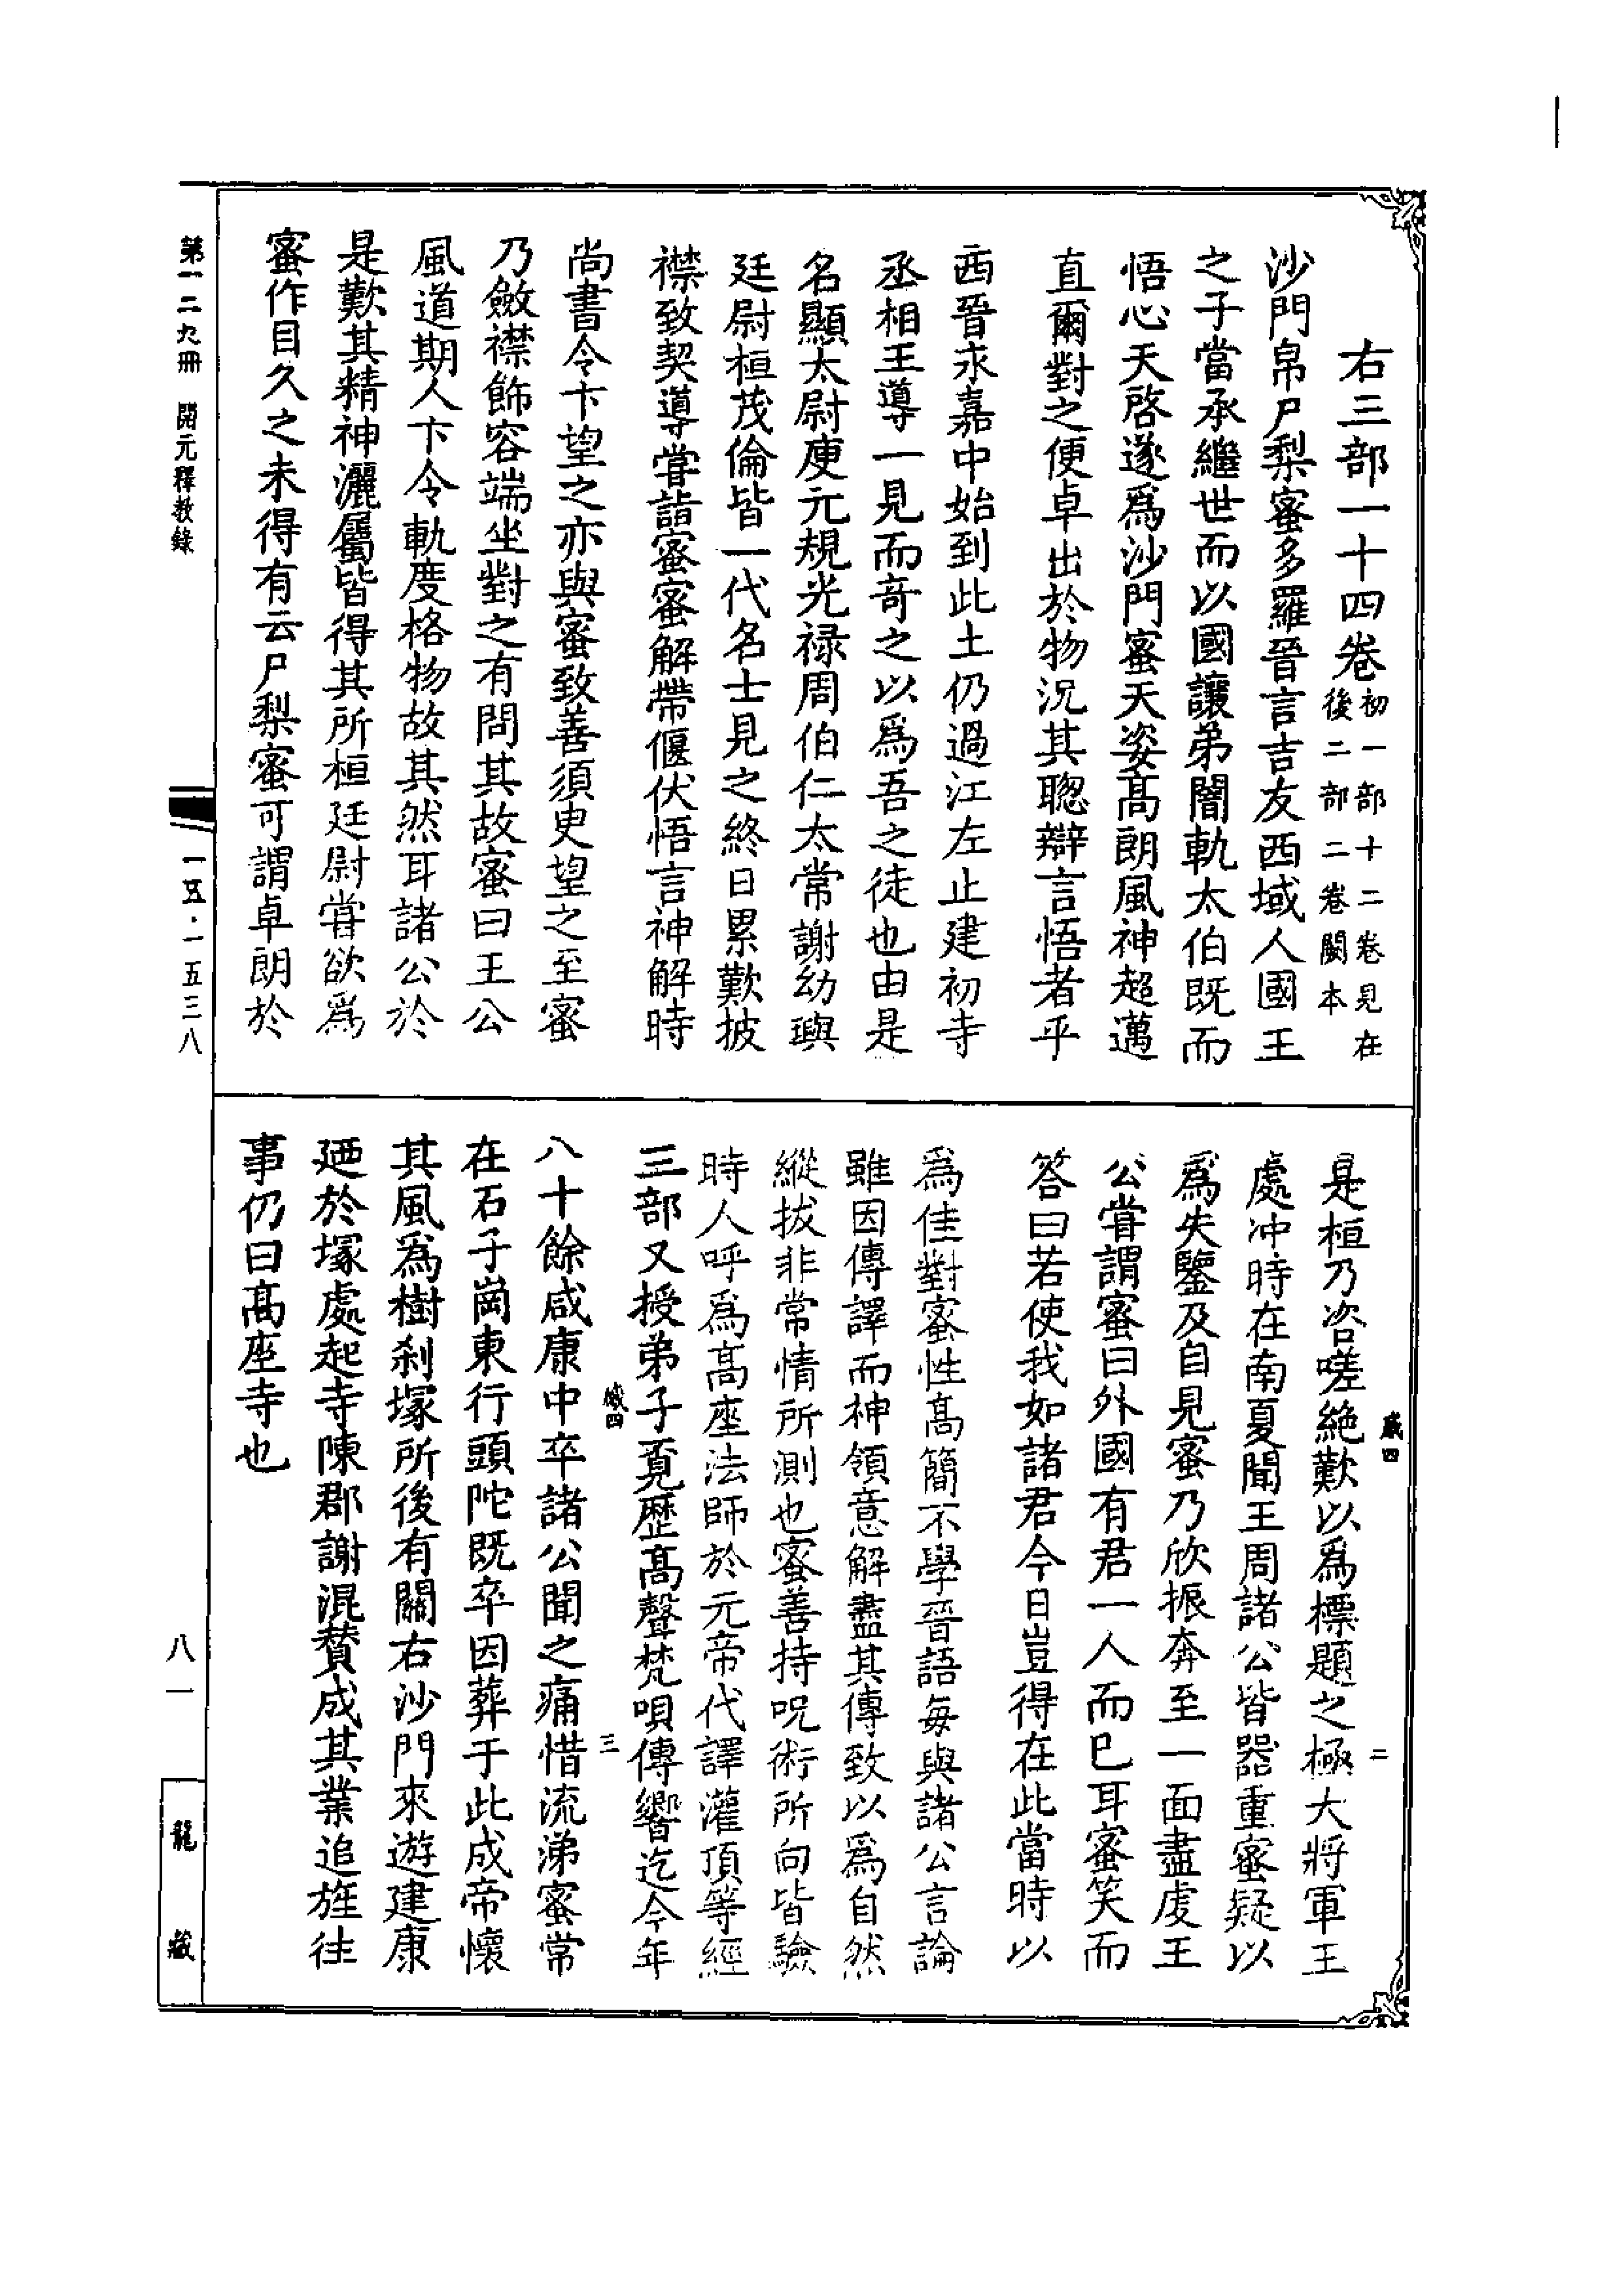 右三部一十四卷初一部十二卷見在後二部二卷闕本
沙門帛尸梨蜜多羅晉言吉友西域人國王
之子當承繼世而以國讓弟闇軌太伯既而
悟心天啓遂爲沙門蜜天姿高朗風神超邁
直爾對之便卓出於物況其聰辯言悟者乎
西晉永嘉中始到此土仍過江左止建初寺
丞相王導一見而奇之以爲吾之徒也由是
名顯太尉庾元規光祿周伯仁太常謝幼輿
廷尉桓茂倫皆一代名士見之終日累歎披
襟致契導嘗詣蜜蜜解帶偃伏悟言神解時
尚書令卞望之亦與蜜致善須臾望之至蜜
乃斂襟飾容端坐對之有問其故蜜曰王公
風道期人卞令軌度格物故其然耳諸公於
是歎其精神灑屬皆得其所桓廷尉嘗欲爲
蜜作目久之未得有云尸梨蜜可謂卓朗於
是桓乃咨嗟絶歎以爲標題之極大將軍王
處冲時在南夏聞王周諸公皆器重蜜疑以
爲失鑒及自見蜜乃欣振奔至一面盡虔王
公嘗謂蜜曰外國有君一人而已耳蜜笑而
答曰若使我如諸君今日豈得在此當時以
爲佳對蜜性高簡不學晉語每與諸公言論
雖因傳譯而神領意解盡其傳致以爲自然
縱拔非常情所測也蜜善持呪術所向皆驗
時人呼爲高座法師於元帝代譯灌頂等經
三部又授弟子覔歷高聲梵唄傳響迄今年
八十餘咸康中卒諸公聞之痛惜流涕蜜常
在石子崗東行頭陀既卒因葬于此成帝懷
其風爲樹刹塚所後有關右沙門來遊建康
廼於塚處起寺陳郡謝混贊成其業追旌往
事仍曰高座寺也
第一二九冊 開元釋教錄
一五·一五三八
八一
龍藏
咸四
二
咸四
三